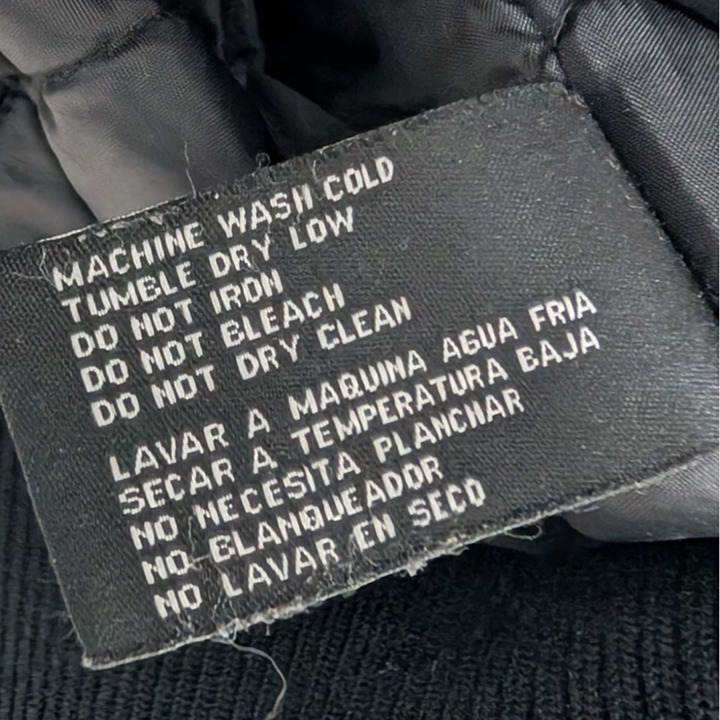 MACHINE WASH COLD
TUMBLE DRY LOW
DO NOT IRON
DO NOT BLEACH
DO NOT DRY CLEAN
LAVAR A MAQUINA AGUA FRIA
SECAR A TEMPERATURA BAJA
NO NECESITA PLANCHAR
NO BLANQUEADOR
NO LAVAR EN SECO